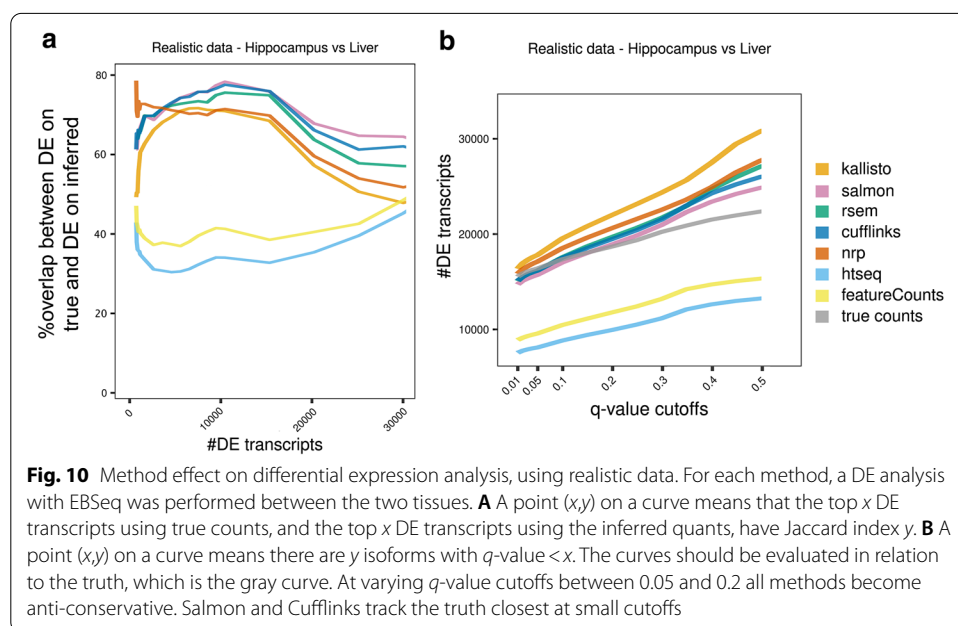 a
Realistic data - Hippocampus vs Liver
%overlap between DE on
true and DE on inferred
80
60
40
20
0
0
10000
20000
30000
#DE transcripts
b
Realistic data - Hippocampus vs Liver
#DE transcripts
30000
20000
10000
0.01
0.05
0.1
0.2
0.3
0.4
0.5
q-value cutoffs
kallisto
salmon
rsem
cufflinks
nrp
htseq
featureCounts
true counts
Fig. 10 Method effect on differential expression analysis, using realistic data. For each method, a DE analysis
with EBSeq was performed between the two tissues. A A point (x,y) on a curve means that the top x DE
transcripts using true counts, and the top x DE transcripts using the inferred quants, have Jaccard index y. B A
point (x,y) on a curve means there are y isoforms with q-value < x. The curves should be evaluated in relation
to the truth, which is the gray curve. At varying q-value cutoffs between 0.05 and 0.2 all methods become
anti-conservative. Salmon and Cufflinks track the truth closest at small cutoffs